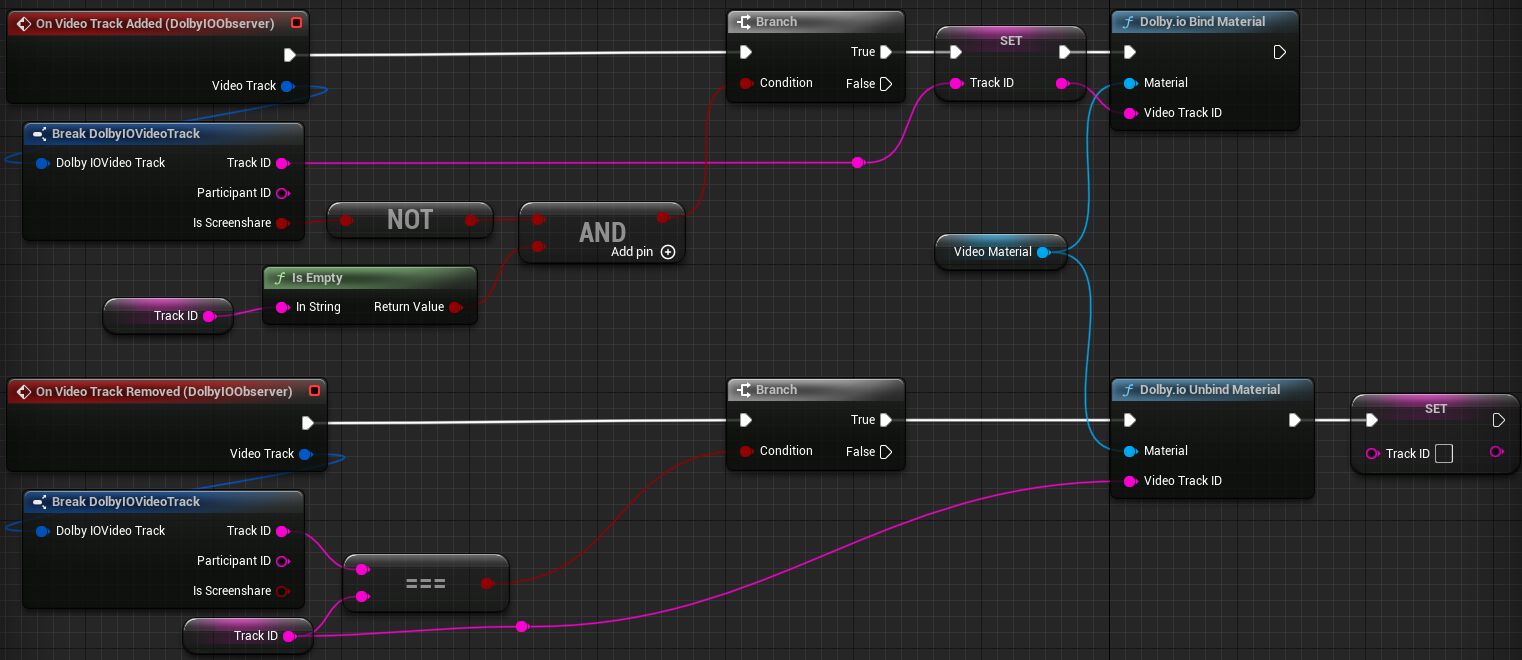 On Video Track Added (DolbyIOObserver)
Video Track
Break DolbyIOVideoTrack
Dolby IOVideo Track
Track ID
Participant ID
Is Screenshare
NOT
AND
Add pin
Is Empty
In String
Return Value
Track ID
Branch
True
Condition
False
SET
Track ID
Dolby.io Bind Material
Material
Video Track ID
Video Material
On Video Track Removed (DolbyIOObserver)
Video Track
Break DolbyIOVideoTrack
Dolby IOVideo Track
Track ID
Participant ID
Is Screenshare
===
Track ID
Branch
True
Condition
False
Dolby.io Unbind Material
Material
Video Track ID
SET
Track ID